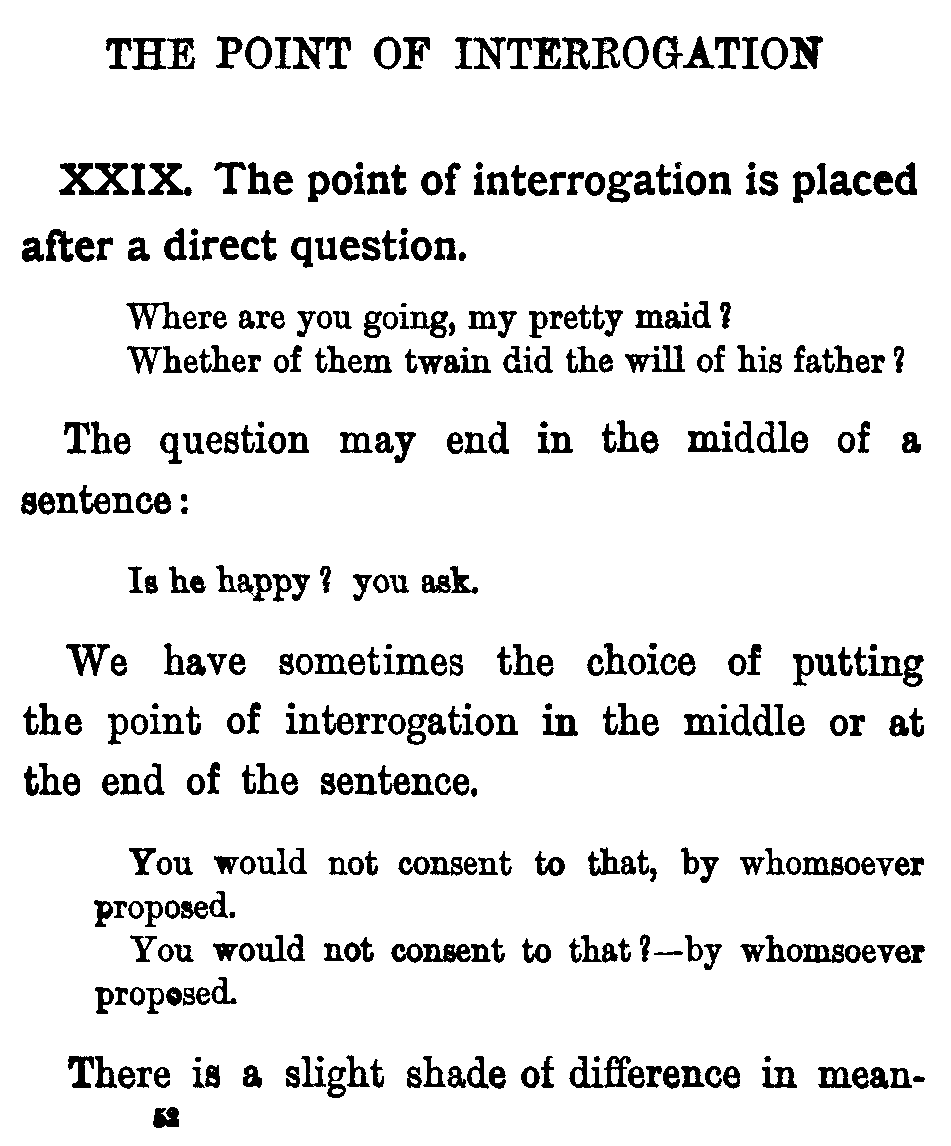 THE POINT OF INTERROGATION
XXIX. The point of interrogation is placed
after a direct question.
Where are you going, my pretty maid?
Whether of them twain did the will of his father?
The question may end in the middle of a
sentence:
Is he happy? you ask.
We have sometimes the choice of putting
the point of interrogation in the middle or at
the end of the sentence.
You would not consent to that, by whomsoever
proposed.
You would not consent to that?—by whomsoever
proposed.
There is a slight shade of difference in mean-
52